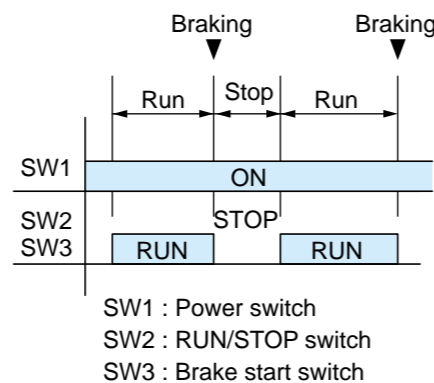 Braking Braking
Run Stop Run
SW1 ON
SW2 STOP
SW3 RUN RUN
SW1 : Power switch
SW2 : RUN/STOP switch
SW3 : Brake start switch